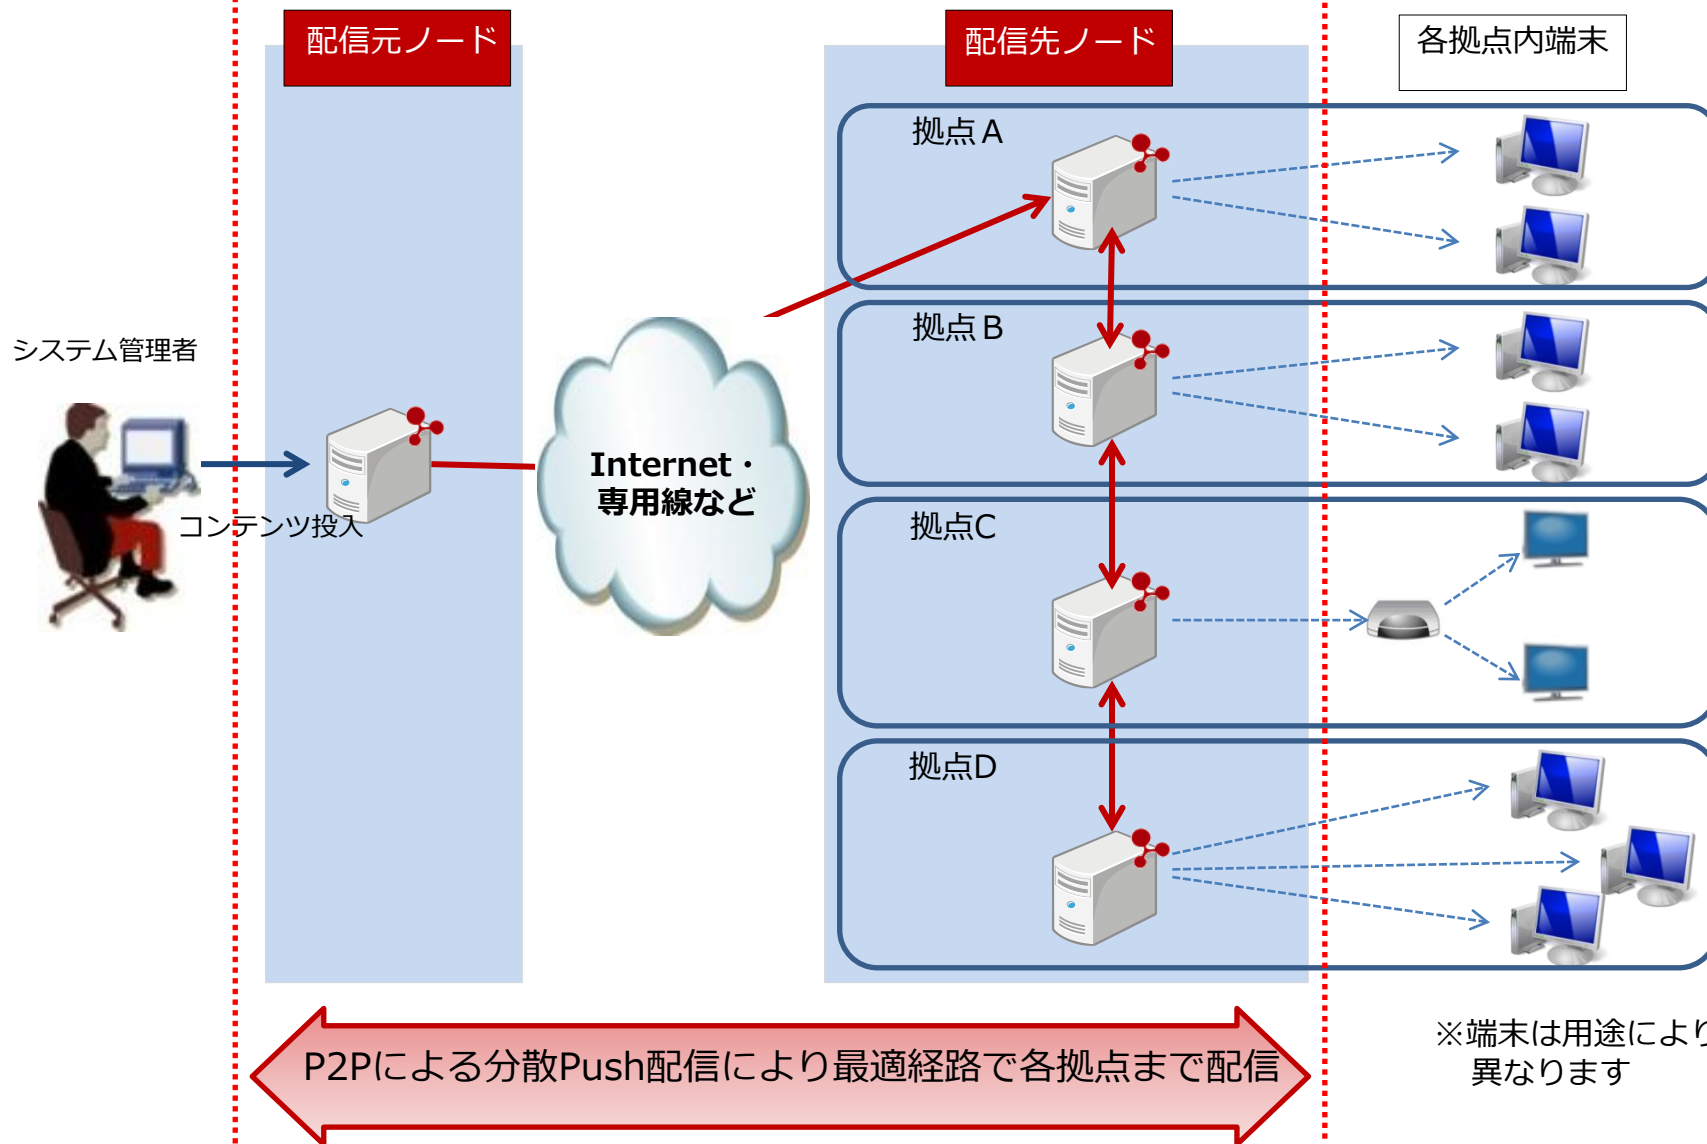 配信元ノード
配信先ノード
各拠点内端末
拠点A
拠点B
システム管理者
Internet・
専用線など
コンテンツ投入
拠点C
拠点D
P2Pによる分散Push配信により最適経路で各拠点まで配信
※端末は用途により
異なります